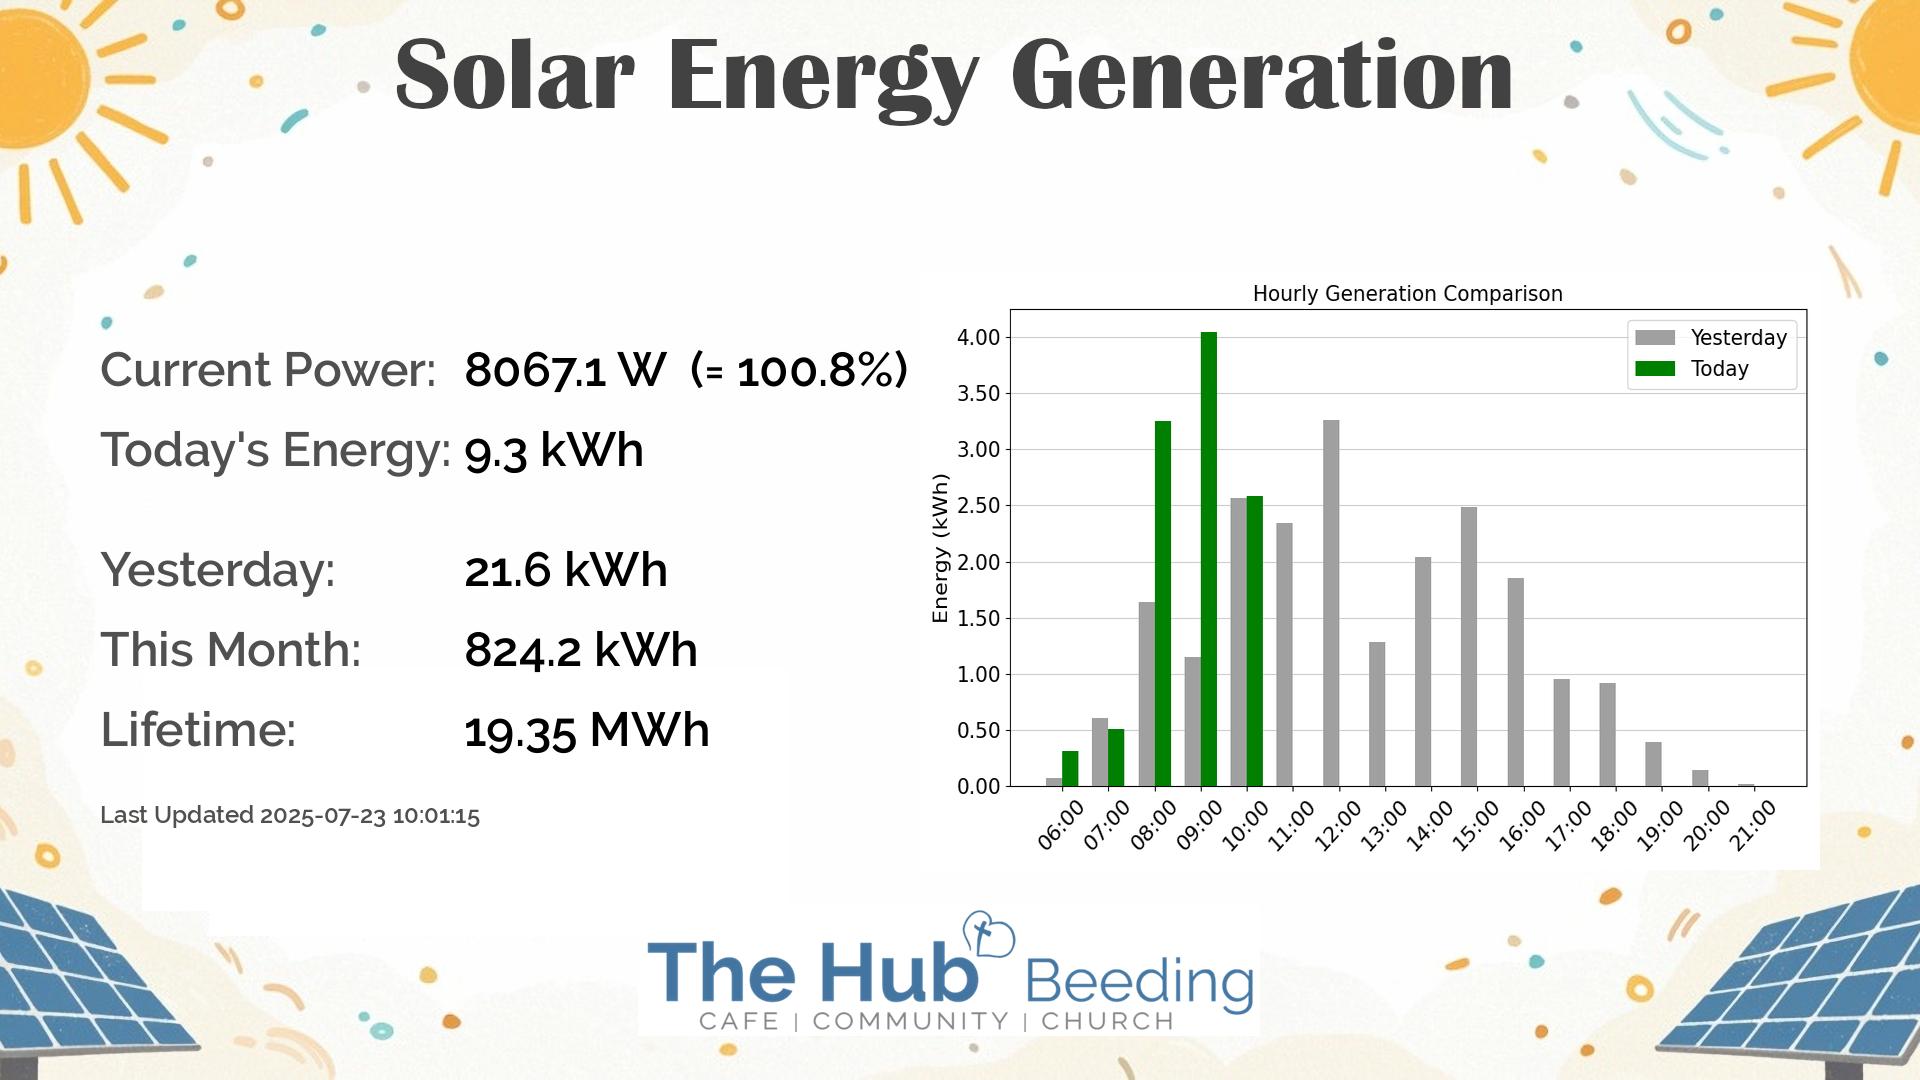 Solar Energy Generation
Current Power: 8067.1 W (= 100.8%)
Today's Energy: 9.3 kWh
Yesterday: 21.6 kWh
This Month: 824.2 kWh
Lifetime: 19.35 MWh
Last Updated 2025-07-23 10:01:15
Hourly Generation Comparison
Yesterday
Today
Energy (kWh)
4.00
3.50
3.00
2.50
2.00
1.50
1.00
0.50
0.00
06:00 07:00 08:00 09:00 10:00 11:00 12:00 13:00 14:00 15:00 16:00 17:00 18:00 19:00 20:00 21:00
The Hub Beeding
CAFE | COMMUNITY | CHURCH